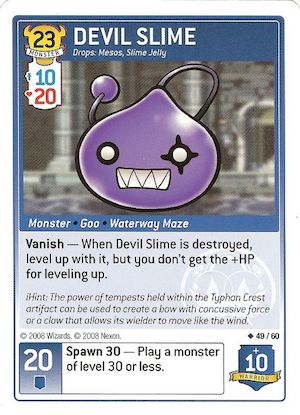 23
MONSTER
DEVIL SLIME
Drops: Mesos, Slime Jelly
10
20
Monster • Goo • Waterway Maze
Vanish — When Devil Slime is destroyed,
level up with it, but you don't get the +HP
for leveling up.
iHint: The power of tempests held within the Typhon Crest
artifact can be used to create a bow with concussive force
or a claw that allows its wielder to move like the wind.
© 2008 Wizards. © 2008 Nexon.
◆ 49 / 60
20
Spawn 30 — Play a monster
of level 30 or less.
+
10
WARRIOR